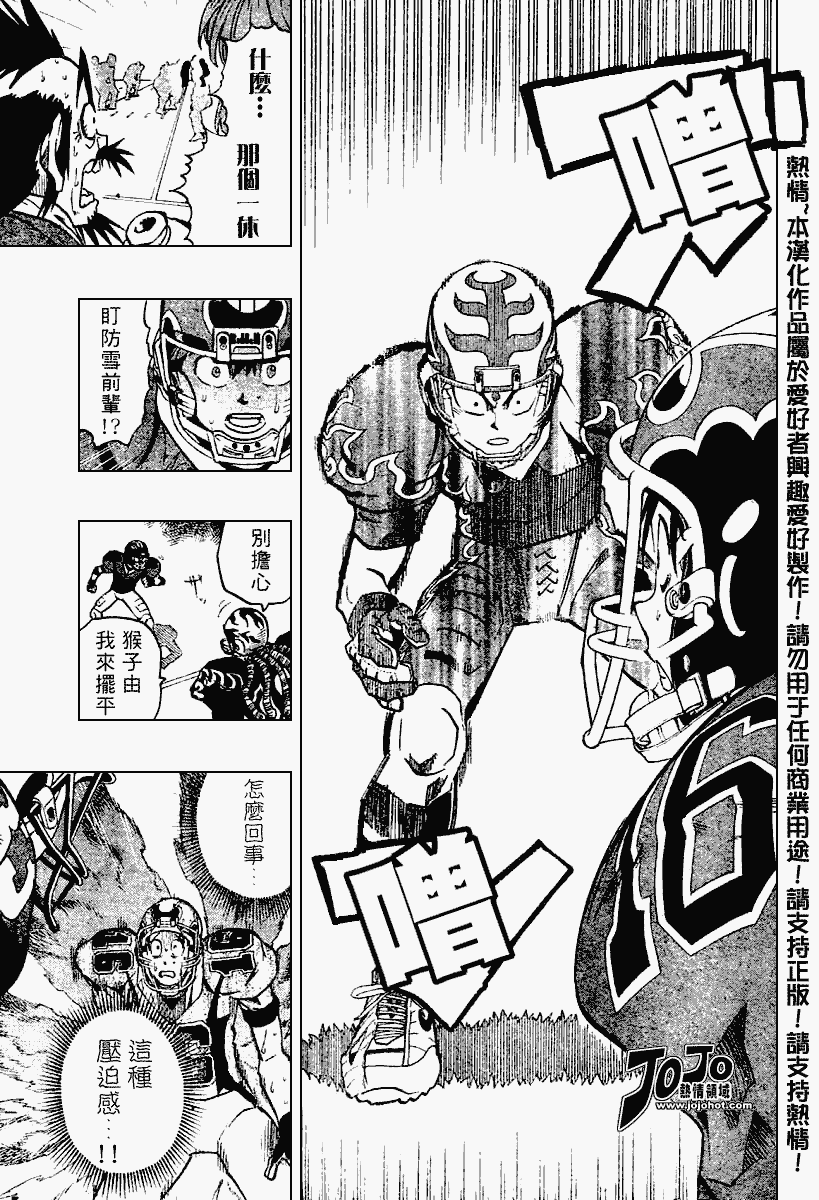 噌
噌
16
什麼…
那個一休
盯防雪前輩!?
別擔心
猴子由
我來擺平
怎麼回事…
這種
壓迫感…!!
JOJO
熱情領域
www.jojohot.com
熱情~本漢化作品屬於愛好者興趣愛好製作!請勿用于任何商業用途!請支持正版!請支持熱情!